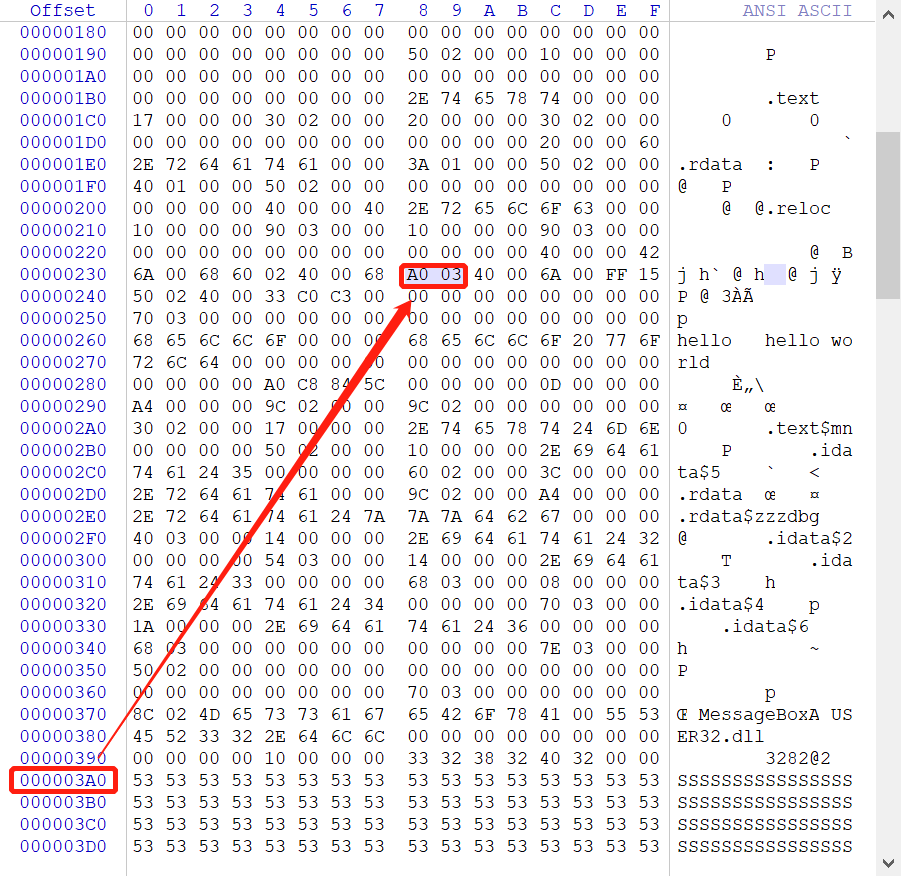 Offset 0 1 2 3 4 5 6 7 8 9 A B C D E F ANSI ASCII
00000180 00 00 00 00 00 00 00 00 00 00 00 00 00 00 00 00
00000190 00 00 00 00 00 00 00 00 50 02 00 00 10 00 00 00 P
000001A0 00 00 00 00 00 00 00 00 00 00 00 00 00 00 00 00
000001B0 00 00 00 00 00 00 00 00 2E 74 65 78 74 00 00 00 .text
000001C0 17 00 00 00 30 02 00 00 20 00 00 00 30 02 00 00 0 0
000001D0 00 00 00 00 00 00 00 00 00 00 00 00 20 00 00 60 `
000001E0 2E 72 64 61 74 61 00 00 3A 01 00 00 50 02 00 00 .rdata : P
000001F0 40 01 00 00 50 02 00 00 00 00 00 00 00 00 00 00 @ P
00000200 00 00 00 00 40 00 00 40 2E 72 65 6C 6F 63 00 00 @ @.reloc
00000210 10 00 00 00 90 03 00 00 10 00 00 00 90 03 00 00
00000220 00 00 00 00 00 00 00 00 00 00 00 00 40 00 00 42 @ B
00000230 6A 00 68 60 02 40 00 68 A0 03 40 00 6A 00 FF 15 j h` @ h @ j ÿ
00000240 50 02 40 00 33 C0 C3 00 00 00 00 00 00 00 00 00 P @ 3ÀÃ
00000250 70 03 00 00 00 00 00 00 00 00 00 00 00 00 00 00 p
00000260 68 65 6C 6C 6F 00 00 00 68 65 6C 6C 6F 20 77 6F hello hello wo
00000270 72 6C 64 00 00 00 00 00 00 00 00 00 00 00 00 00 rld
00000280 00 00 00 00 A0 C8 84 5C 00 00 00 00 0D 00 00 00 È„\
00000290 A4 00 00 00 9C 02 00 00 9C 02 00 00 00 00 00 00 ¤ œ œ
000002A0 30 02 00 00 17 00 00 00 2E 74 65 78 74 24 6D 6E 0 .text$mn
000002B0 00 00 00 00 50 02 00 00 10 00 00 00 2E 69 64 61 P .ida
000002C0 74 61 24 35 00 00 00 00 60 02 00 00 3C 00 00 00 ta$5 ` <
000002D0 2E 72 64 61 74 61 00 00 9C 02 00 00 A4 00 00 00 .rdata œ ¤
000002E0 2E 72 64 61 74 61 24 7A 7A 7A 64 62 67 00 00 00 .rdata$zzzdbg
000002F0 40 03 00 00 14 00 00 00 2E 69 64 61 74 61 24 32 @ .idata$2
00000300 00 00 00 00 54 03 00 00 14 00 00 00 2E 69 64 61 T .ida
00000310 74 61 24 33 00 00 00 00 68 03 00 00 08 00 00 00 ta$3 h
00000320 2E 69 64 61 74 61 24 34 00 00 00 00 70 03 00 00 .idata$4 p
00000330 1A 00 00 00 2E 69 64 61 74 61 24 36 00 00 00 00 .idata$6
00000340 68 03 00 00 00 00 00 00 00 00 00 00 7E 03 00 00 h ~
00000350 50 02 00 00 00 00 00 00 00 00 00 00 00 00 00 00 P
00000360 00 00 00 00 00 00 00 00 70 03 00 00 00 00 00 00 p
00000370 8C 02 4D 65 73 73 61 67 65 42 6F 78 41 00 55 53 Œ MessageBoxA US
00000380 45 52 33 32 2E 64 6C 6C 00 00 00 00 00 00 00 00 ER32.dll
00000390 00 00 00 00 10 00 00 00 33 32 38 32 40 32 00 00 3282@2
000003A0 53 53 53 53 53 53 53 53 53 53 53 53 53 53 53 53 SSSSSSSSSSSSSSSS
000003B0 53 53 53 53 53 53 53 53 53 53 53 53 53 53 53 53 SSSSSSSSSSSSSSSS
000003C0 53 53 53 53 53 53 53 53 53 53 53 53 53 53 53 53 SSSSSSSSSSSSSSSS
000003D0 53 53 53 53 53 53 53 53 53 53 53 53 53 53 53 53 SSSSSSSSSSSSSSSS